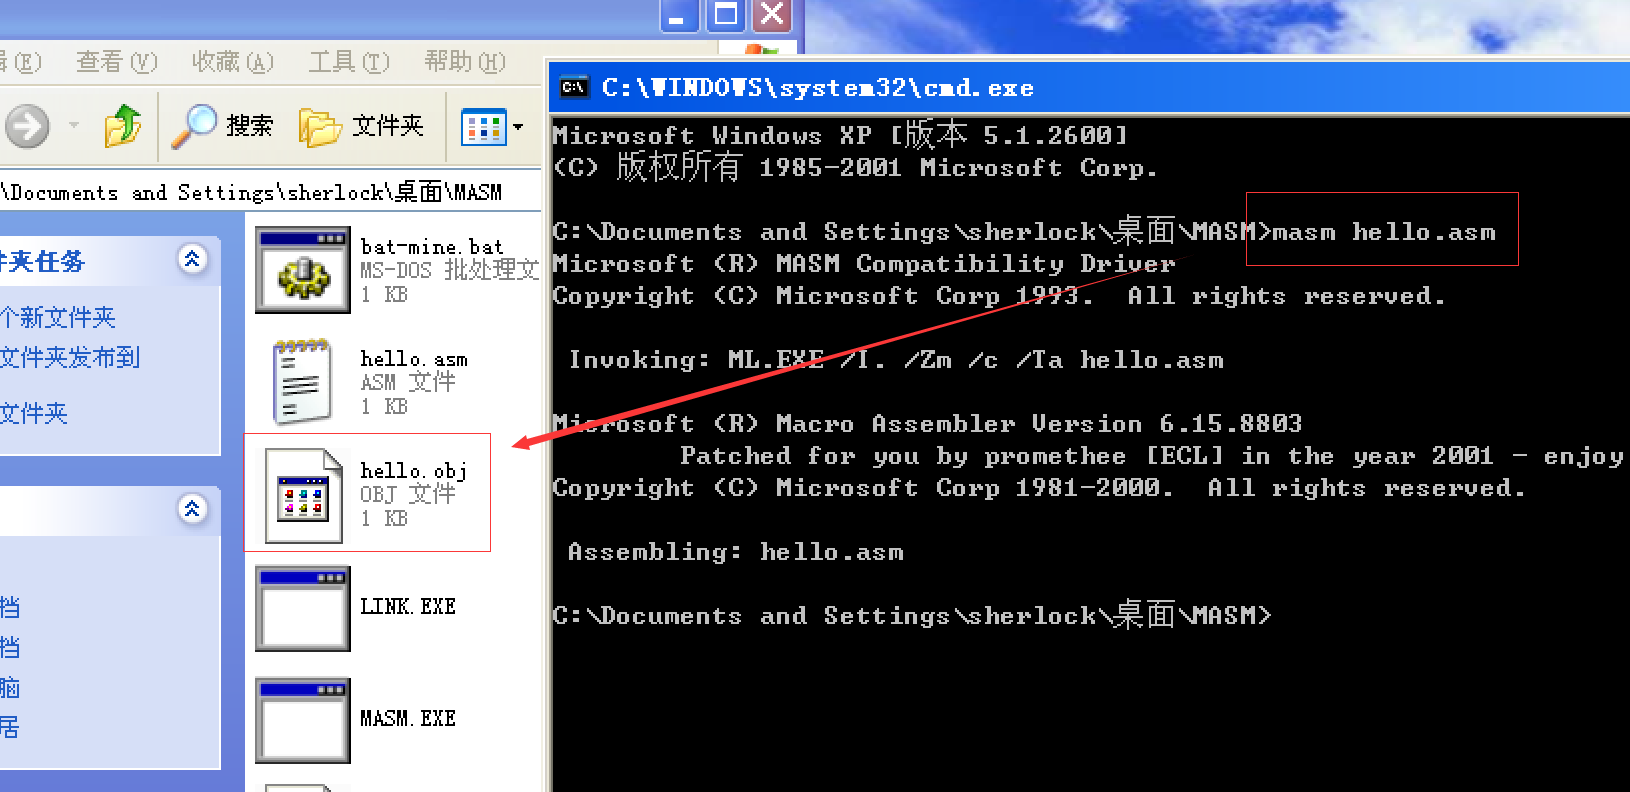 (E) 查看(V) 收藏(A) 工具(T) 帮助(H)
搜索 文件夹
\Documents and Settings\sherlock\桌面\MASM
夹任务
个新文件夹
文件夹发布到
文件夹
档
档
脑
居
bat-mine.bat
MS-DOS 批处理文
1 KB
hello.asm
ASM 文件
1 KB
hello.obj
OBJ 文件
1 KB
LINK.EXE
MASM.EXE
C:\WINDOWS\system32\cmd.exe
Microsoft Windows XP [版本 5.1.2600]
(C) 版权所有 1985-2001 Microsoft Corp.
C:\Documents and Settings\sherlock\桌面\MASM>masm hello.asm
Microsoft (R) MASM Compatibility Driver
Copyright (C) Microsoft Corp 1993.  All rights reserved.
Invoking: ML.EXE /I. /Zm /c /Ta hello.asm
Microsoft (R) Macro Assembler Version 6.15.8803
Patched for you by promethee [ECL] in the year 2001 - enjoy
Copyright (C) Microsoft Corp 1981-2000.  All rights reserved.
Assembling: hello.asm
C:\Documents and Settings\sherlock\桌面\MASM>